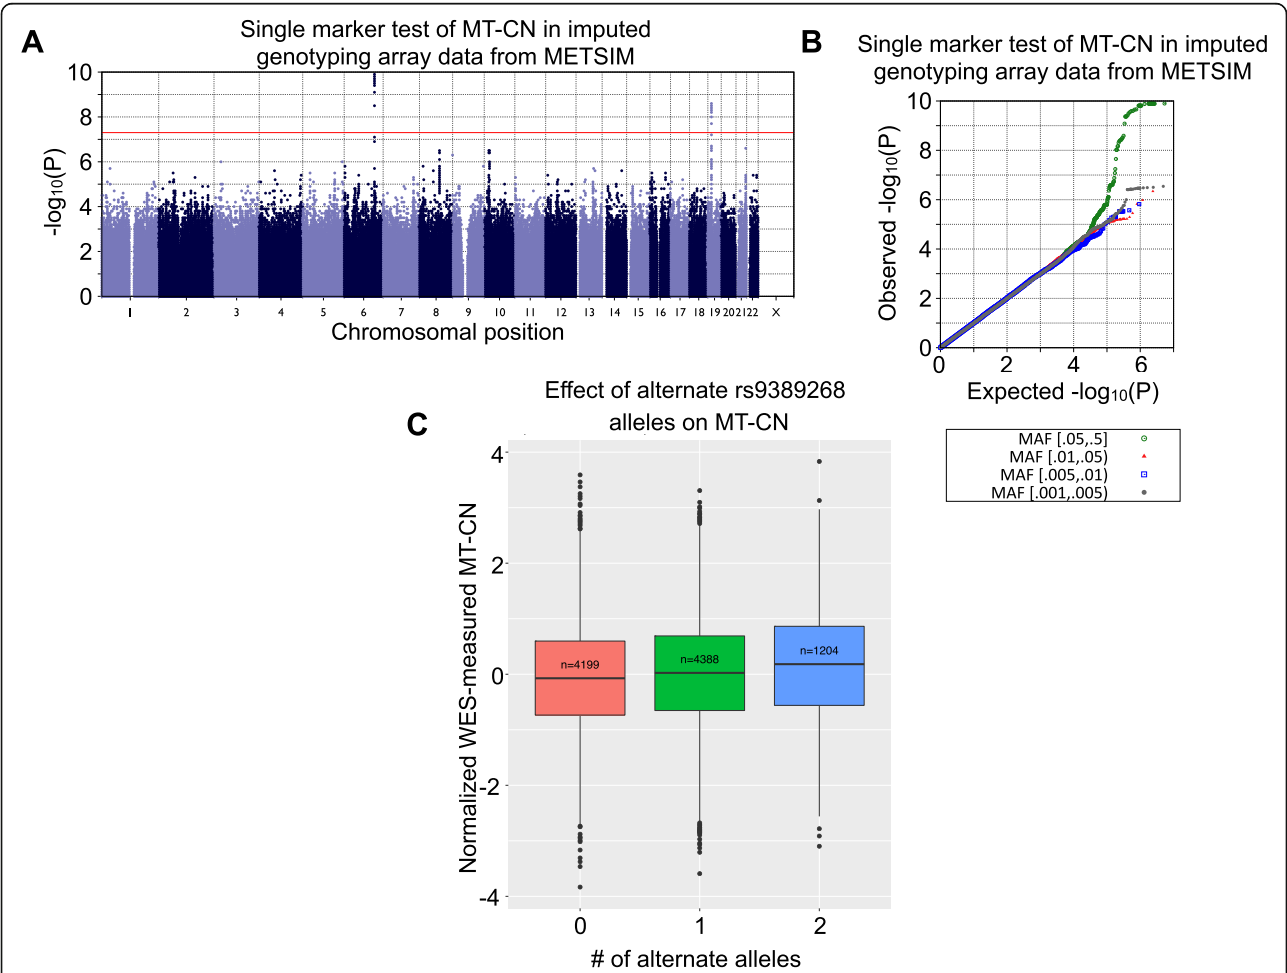 A
Single marker test of MT-CN in imputed
genotyping array data from METSIM
10
8
6
4
2
0
-log10(P)
1 2 3 4 5 6 7 8 9 10 11 12 13 14 15 16 17 18 19 20 21 22 X
Chromosomal position
B
Single marker test of MT-CN in imputed
genotyping array data from METSIM
10
8
6
4
2
0
Observed -log10(P)
0 2 4 6
Expected -log10(P)
MAF [.05,.5]
MAF [.01,.05)
MAF [.005,.01)
MAF [.001,.005)
C
Effect of alternate rs9389268
alleles on MT-CN
4
2
0
-2
-4
Normalized WES-measured MT-CN
n=4199
n=4388
n=1204
0 1 2
# of alternate alleles